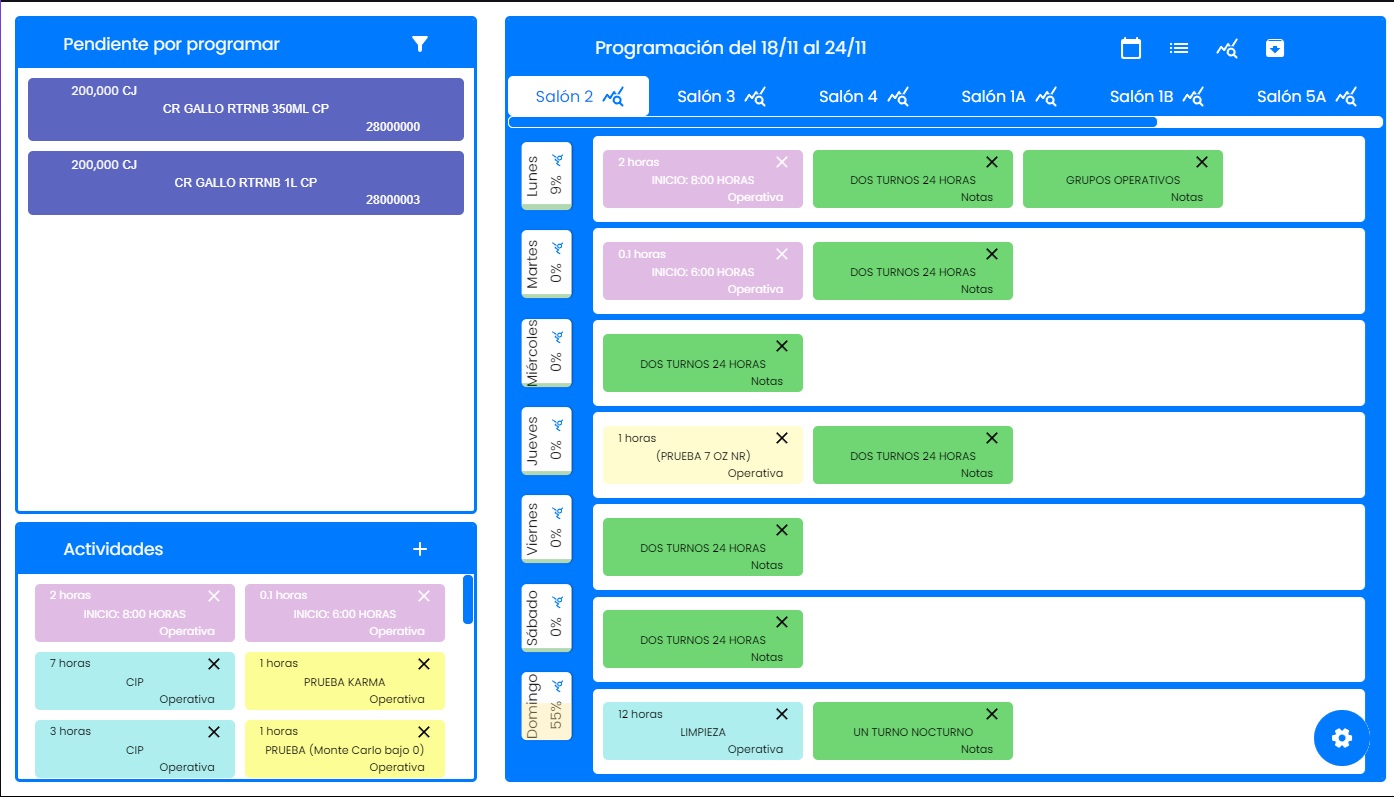 Pendiente por programar
200,000 CJ
CR GALLO RTRNB 350ML CP
28000000
200,000 CJ
CR GALLO RTRNB 1L CP
28000003
Actividades
2 horas
INICIO: 8:00 HORAS
Operativa
0.1 horas
INICIO: 6:00 HORAS
Operativa
7 horas
CIP
Operativa
1 horas
PRUEBA KARMA
Operativa
3 horas
CIP
Operativa
1 horas
PRUEBA (Monte Carlo bajo 0)
Operativa
Programación del 18/11 al 24/11
Salón 2
Salón 3
Salón 4
Salón 1A
Salón 1B
Salón 5A
Lunes
9%
2 horas
INICIO: 8:00 HORAS
Operativa
DOS TURNOS 24 HORAS
Notas
GRUPOS OPERATIVOS
Notas
Martes
0%
0.1 horas
INICIO: 6:00 HORAS
Operativa
DOS TURNOS 24 HORAS
Notas
Miércoles
0%
DOS TURNOS 24 HORAS
Notas
Jueves
0%
1 horas
(PRUEBA 7 OZ NR)
Operativa
DOS TURNOS 24 HORAS
Notas
Viernes
0%
DOS TURNOS 24 HORAS
Notas
Sábado
0%
DOS TURNOS 24 HORAS
Notas
Domingo
55%
12 horas
LIMPIEZA
Operativa
UN TURNO NOCTURNO
Notas